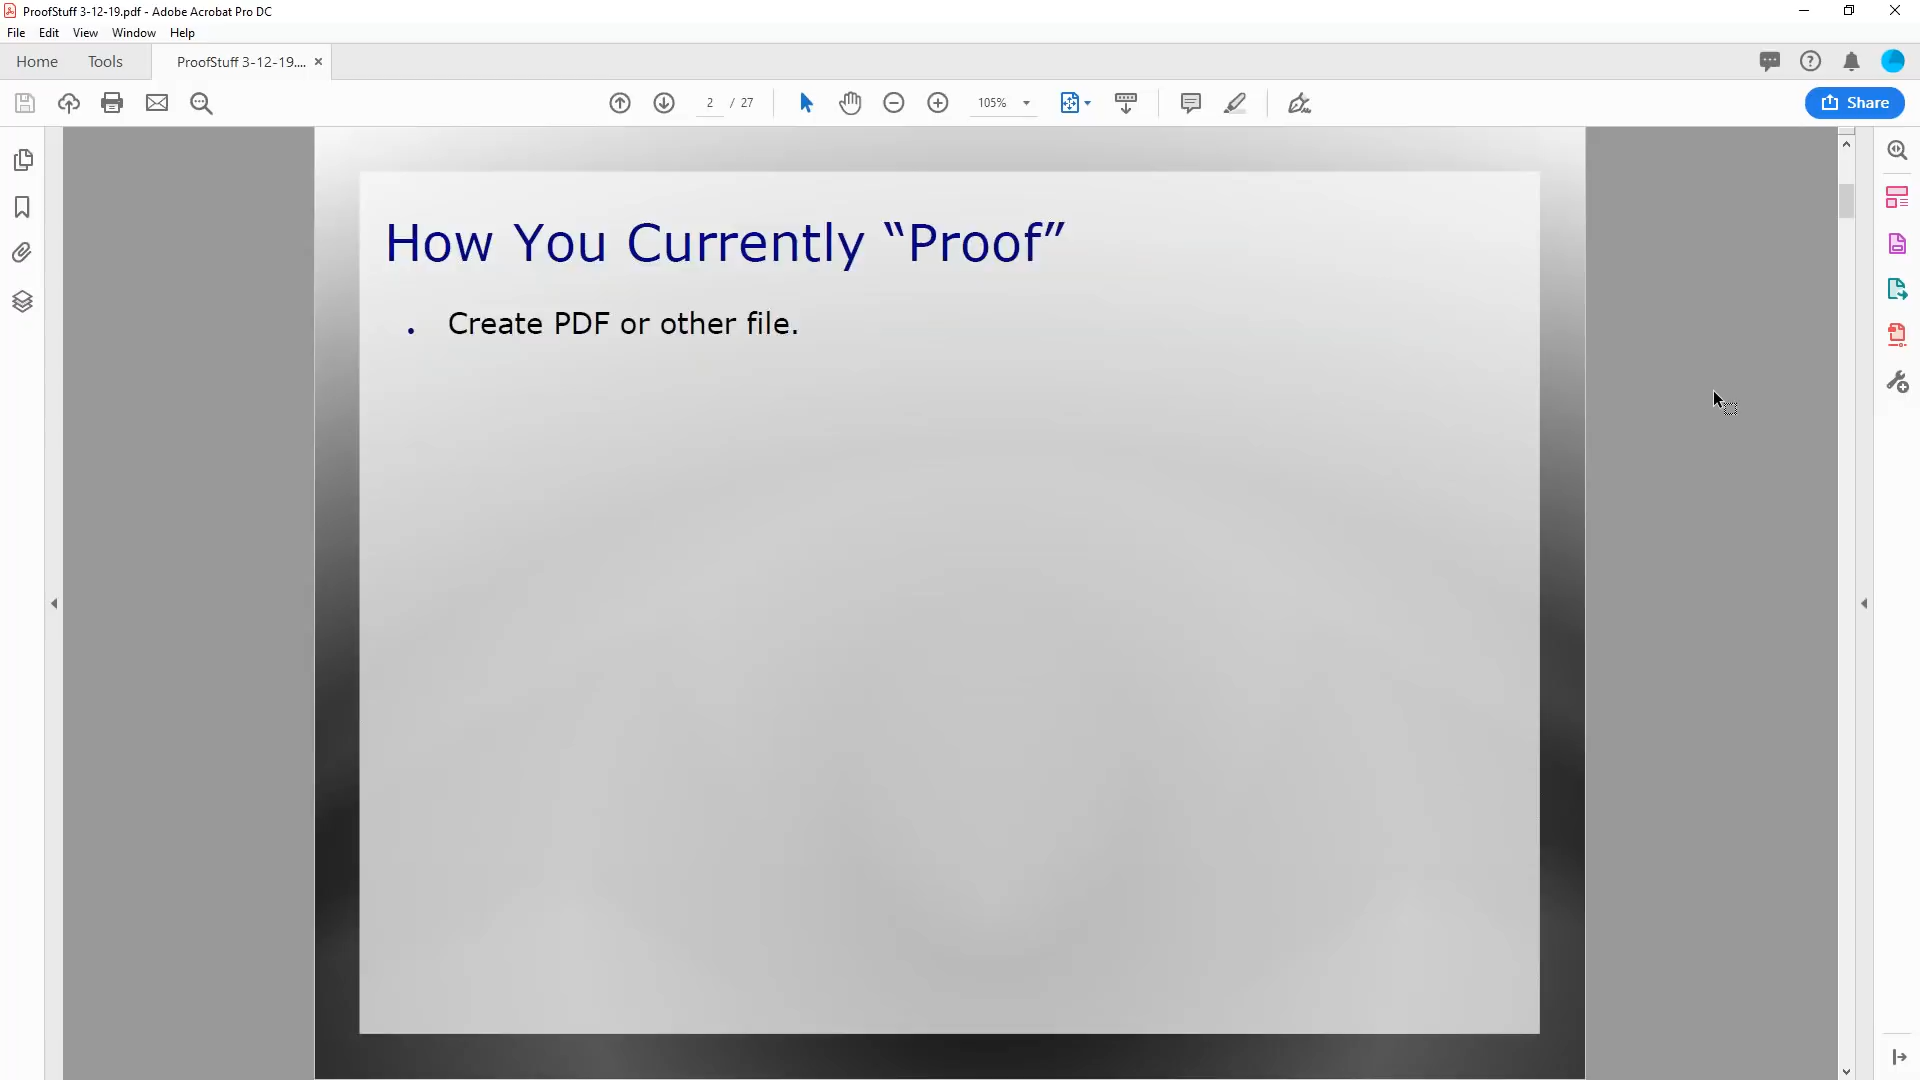 ProofStuff 3-12-19.pdf - Adobe Acrobat Pro DC
File Edit View Window Help
Home Tools ProofStuff 3-12-19....
2 / 27 105% Share
How You Currently “Proof”
• Create PDF or other file.